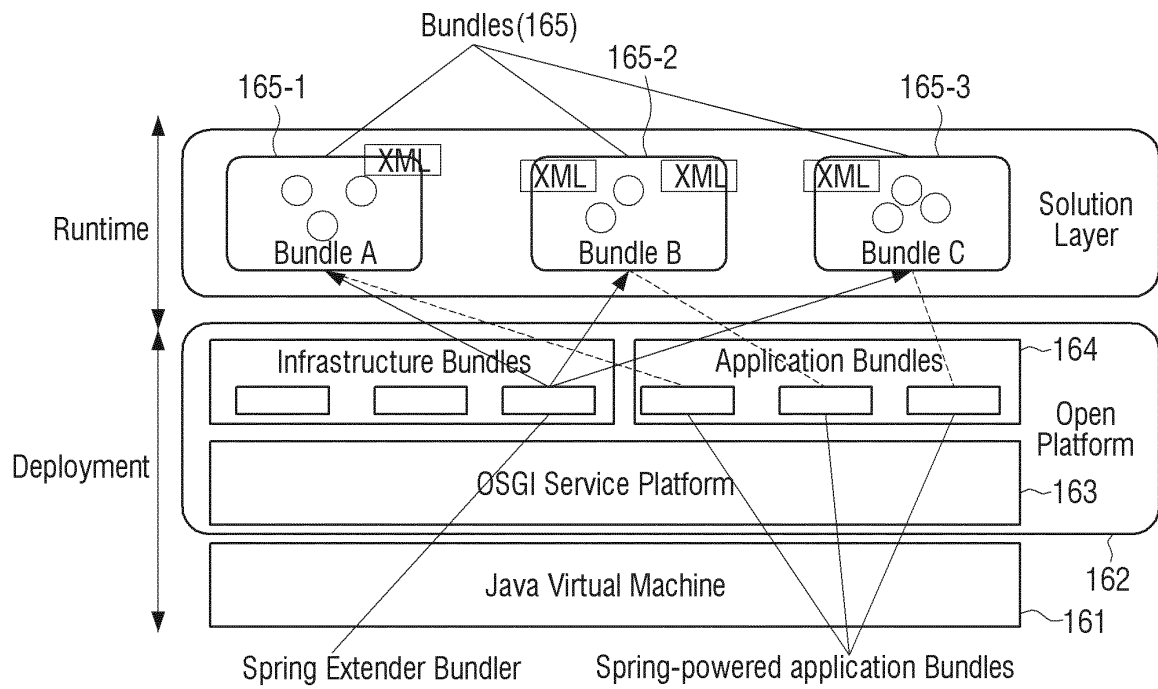 Bundles(165)
165-1
165-2
165-3
XML
XML
XML
XML
Bundle A
Bundle B
Bundle C
Runtime
Solution
Layer
Infrastructure Bundles
Application Bundles
164
Open
Platform
Deployment
OSGI Service Platform
163
162
Java Virtual Machine
161
Spring Extender Bundler
Spring-powered application Bundles